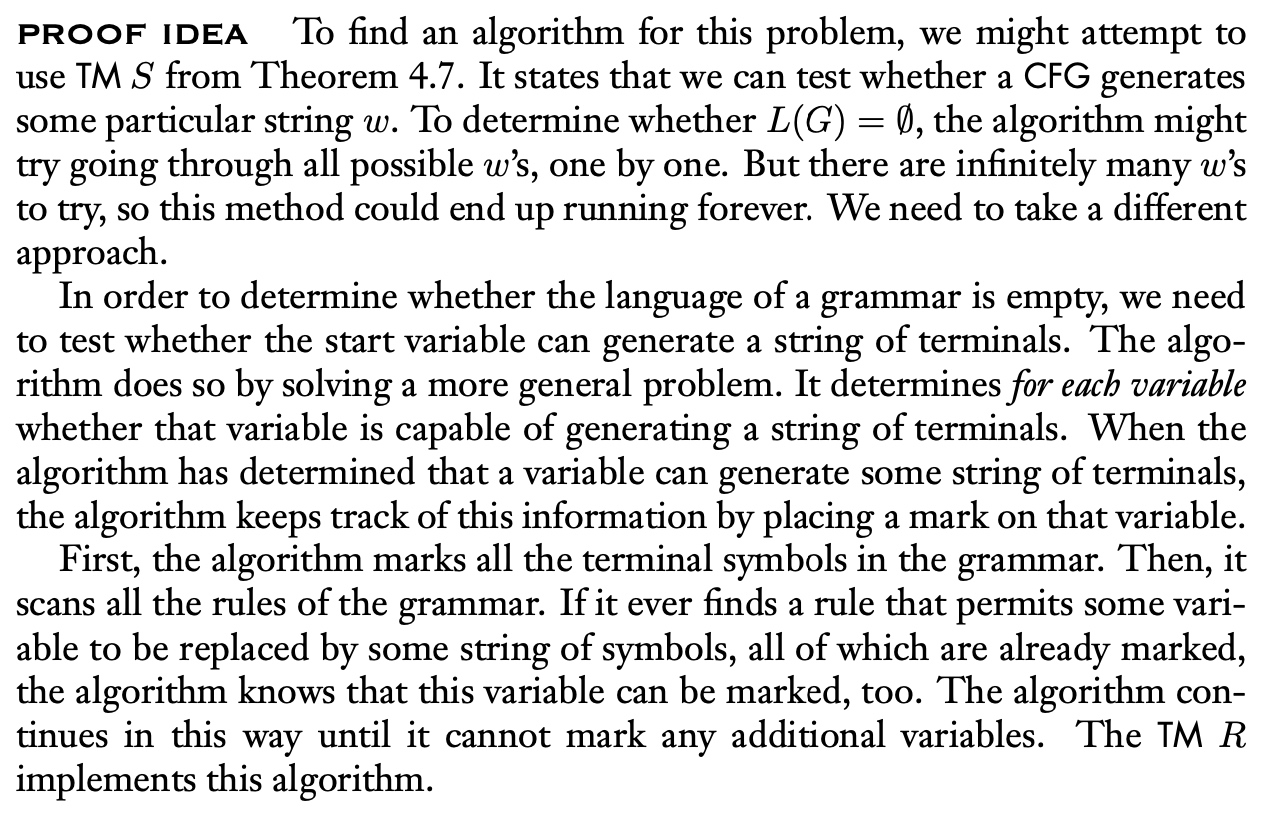 PROOF IDEA To find an algorithm for this problem, we might attempt to
use TM S from Theorem 4.7. It states that we can test whether a CFG generates
some particular string w. To determine whether L(G) = ∅, the algorithm might
try going through all possible w’s, one by one. But there are infinitely many w’s
to try, so this method could end up running forever. We need to take a different
approach.
In order to determine whether the language of a grammar is empty, we need
to test whether the start variable can generate a string of terminals. The algo-
rithm does so by solving a more general problem. It determines for each variable
whether that variable is capable of generating a string of terminals. When the
algorithm has determined that a variable can generate some string of terminals,
the algorithm keeps track of this information by placing a mark on that variable.
First, the algorithm marks all the terminal symbols in the grammar. Then, it
scans all the rules of the grammar. If it ever finds a rule that permits some vari-
able to be replaced by some string of symbols, all of which are already marked,
the algorithm knows that this variable can be marked, too. The algorithm con-
tinues in this way until it cannot mark any additional variables. The TM R
implements this algorithm.